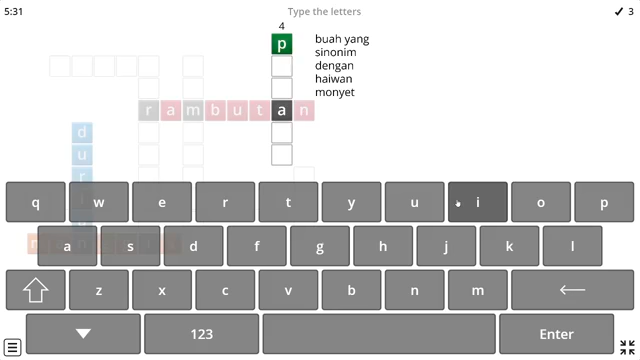 5:31
Type the letters
✓ 3
4
p
buah yang
sinonim
dengan
haiwan
monyet
r a m b u t a n
d
u
r
q w e r t y u i o p
a s d f g h j k l
z x c v b n m
123
Enter